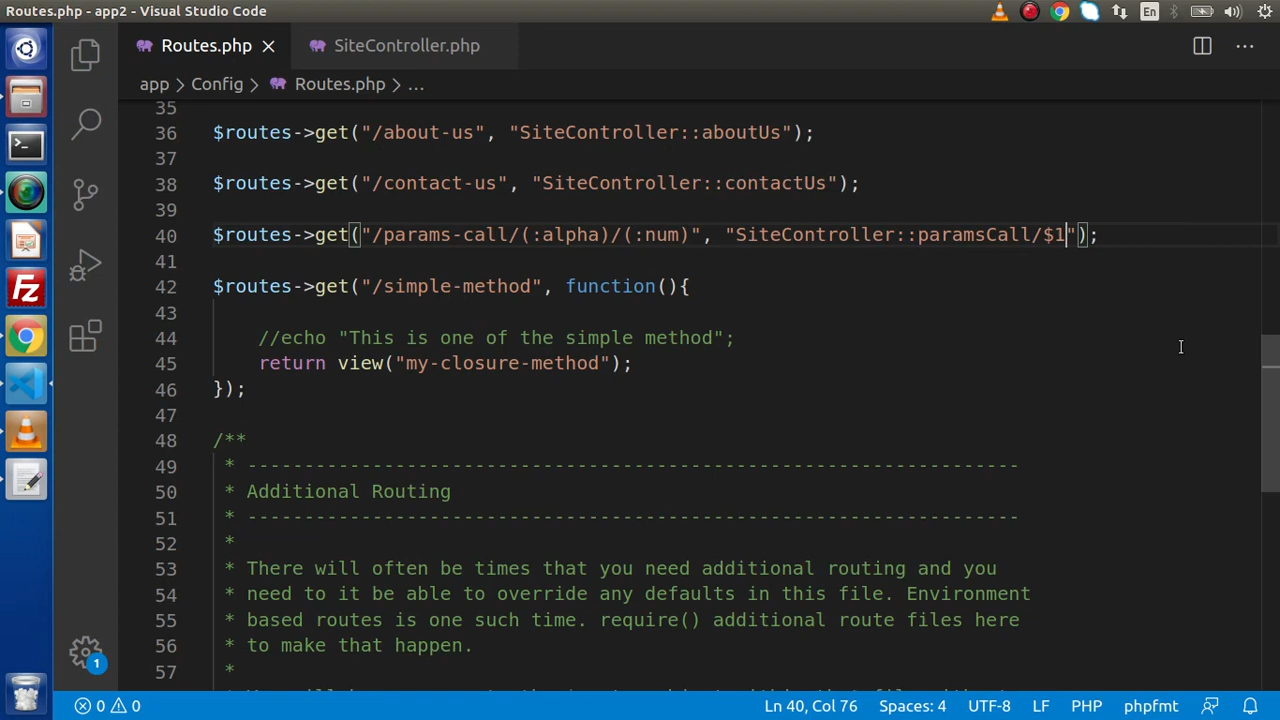 Routes.php - app2 - Visual Studio Code
En
Routes.php SiteController.php
app > Config > Routes.php > ...
35
36 $routes->get("/about-us", "SiteController::aboutUs");
37
38 $routes->get("/contact-us", "SiteController::contactUs");
39
40 $routes->get("/params-call/(:alpha)/(:num)", "SiteController::paramsCall/$1");
41
42 $routes->get("/simple-method", function(){
43
44 //echo "This is one of the simple method";
45 return view("my-closure-method");
46 });
47
48 /**
49 * --------------------------------------------------------------------
50 * Additional Routing
51 * --------------------------------------------------------------------
52 *
53 * There will often be times that you need additional routing and you
54 * need to it be able to override any defaults in this file. Environment
55 * based routes is one such time. require() additional route files here
56 * to make that happen.
57 *
1
0 0 Ln 40, Col 76 Spaces: 4 UTF-8 LF PHP phpfmt